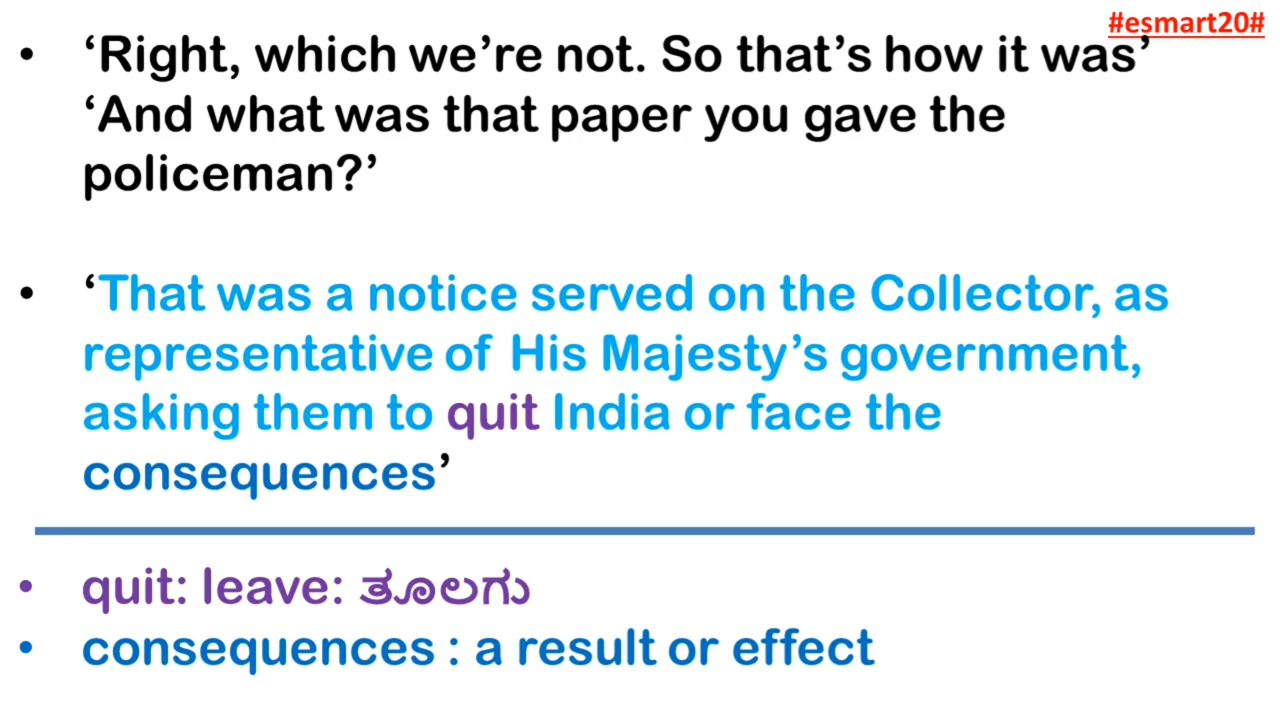 #esmart20#
• ‘Right, which we’re not. So that’s how it was’
‘And what was that paper you gave the
policeman?’
• ‘That was a notice served on the Collector, as
representative of His Majesty’s government,
asking them to quit India or face the
consequences’
• quit: leave: ತೂಲಗು
• consequences : a result or effect